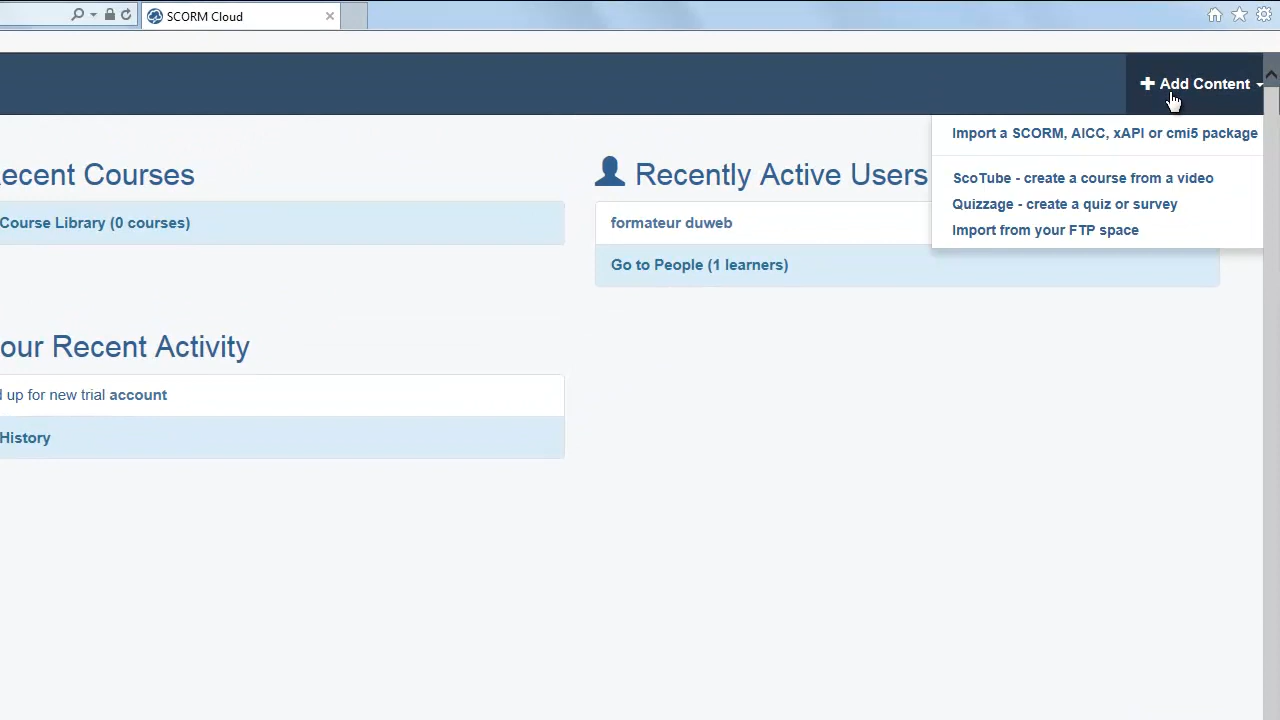 SCORM Cloud
Add Content
Import a SCORM, AICC, xAPI or cmi5 package
ScoTube - create a course from a video
Quizzage - create a quiz or survey
Import from your FTP space
ecent Courses
Course Library (0 courses)
Recently Active Users
formateur duweb
Go to People (1 learners)
our Recent Activity
d up for new trial account
History